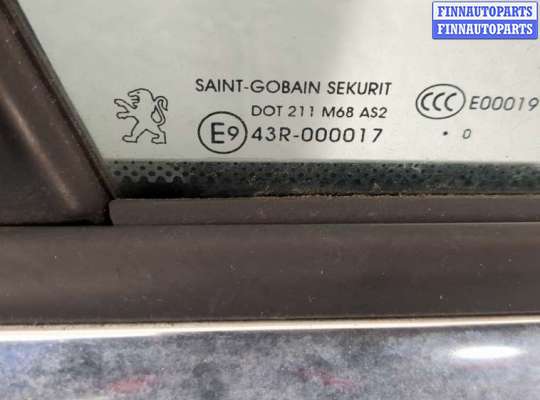 FINNAUTOPARTS
FINNAUTOPARTS
SAINT-GOBAIN SEKURIT
DOT 211 M68 AS2
E9 43R-000017
CCC E00019
· 0